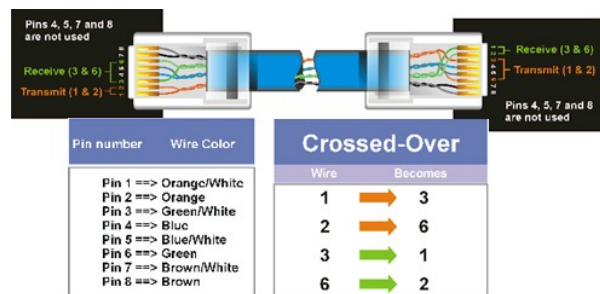 Pins 4, 5, 7 and 8
are not used
Receive (3 & 6)
Transmit (1 & 2)
Receive (3 & 6)
Transmit (1 & 2)
Pins 4, 5, 7 and 8
are not used
Pin number Wire Color
Pin 1 ==> Orange/White
Pin 2 ==> Orange
Pin 3 ==> Green/White
Pin 4 ==> Blue
Pin 5 ==> Blue/White
Pin 6 ==> Green
Pin 7 ==> Brown/White
Pin 8 ==> Brown
Crossed-Over
Wire Becomes
1 3
2 6
3 1
6 2